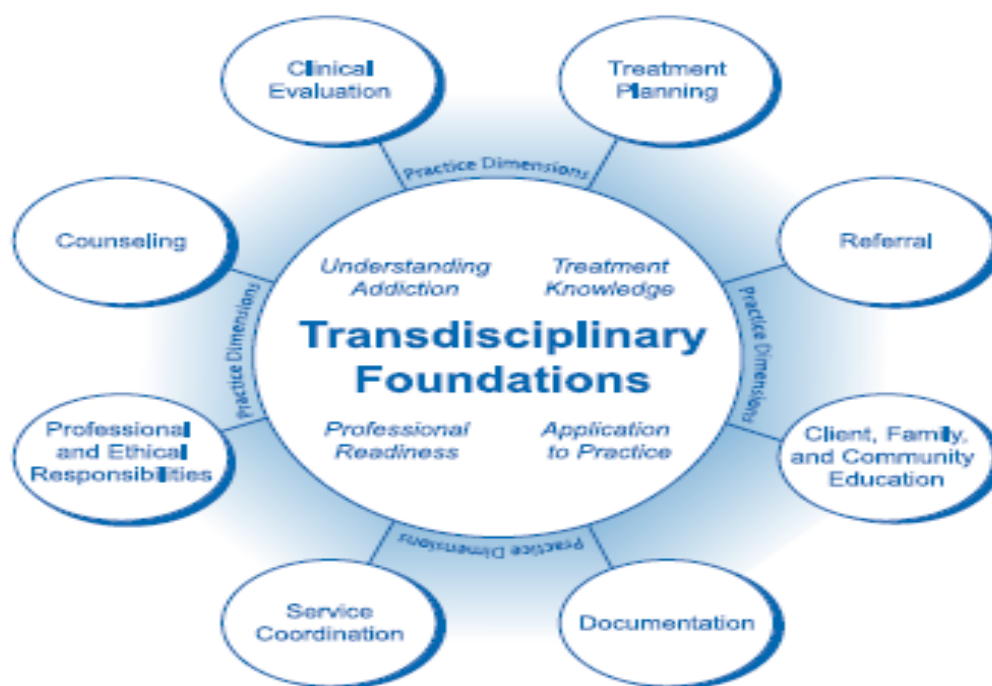 Clinical
Evaluation
Treatment
Planning
Practice Dimensions
Counseling
Referral
Understanding
Addiction
Treatment
Knowledge
Practice Dimensions
Practice Dimensions
Transdisciplinary
Foundations
Professional
and Ethical
Responsibilities
Professional
Readiness
Application
to Practice
Client, Family,
and Community
Education
Practice Dimensions
Service
Coordination
Documentation